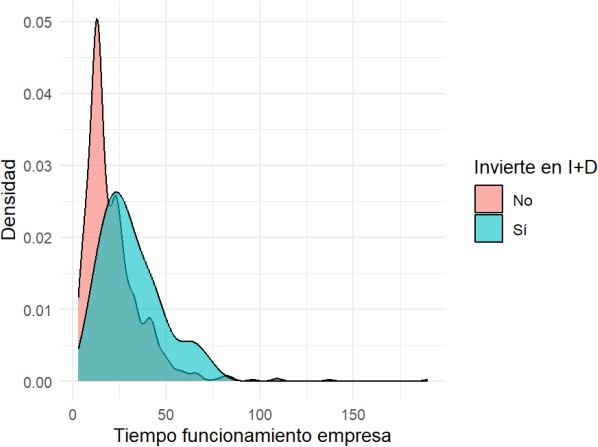 0.05
0.04
0.03
0.02
0.01
0.00
Densidad
0 50 100 150
Tiempo funcionamiento empresa
Invierte en I+D
No
Sí